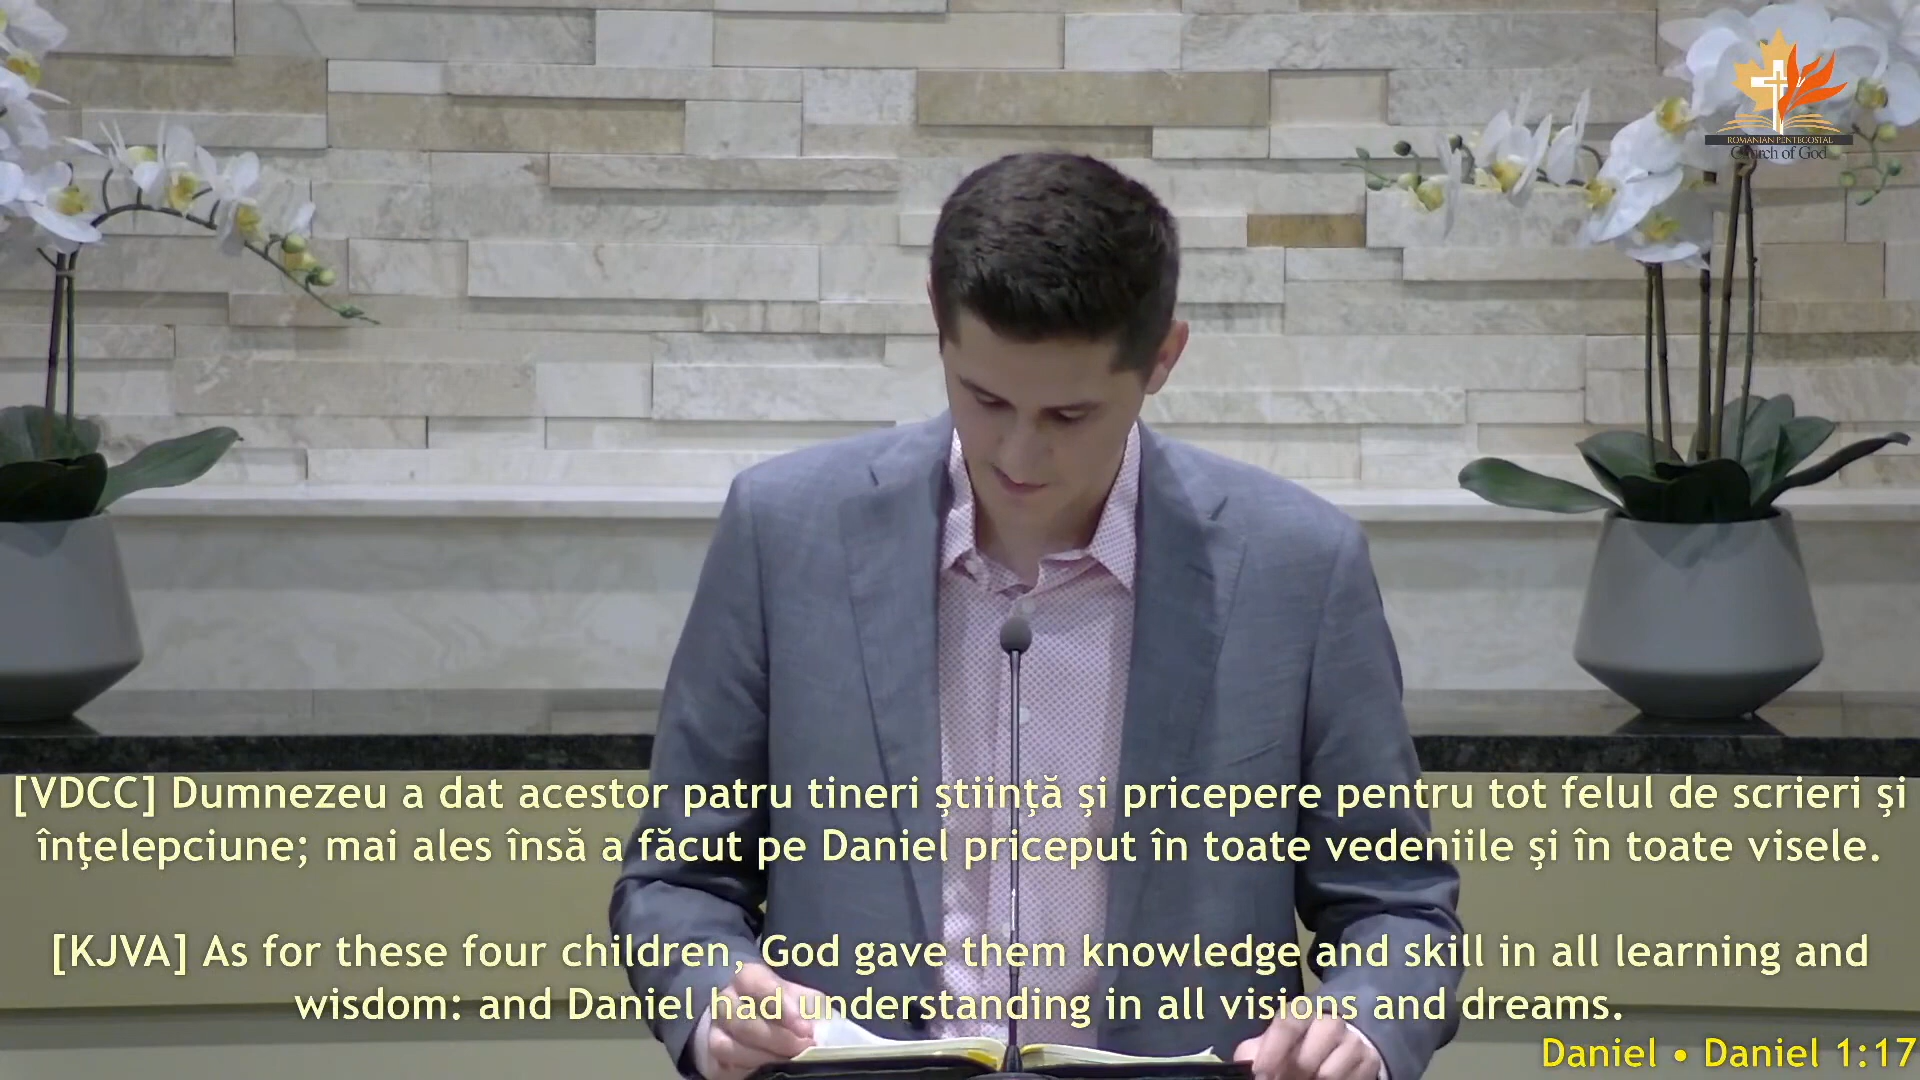 ROMANIAN PENTECOSTAL
Church of God
[VDCC] Dumnezeu a dat acestor patru tineri ştiinţă şi pricepere pentru tot felul de scrieri şi
înţelepciune; mai ales însă a făcut pe Daniel priceput în toate vedeniile şi în toate visele.
[KJVA] As for these four children, God gave them knowledge and skill in all learning and
wisdom: and Daniel had understanding in all visions and dreams.
Daniel • Daniel 1:17